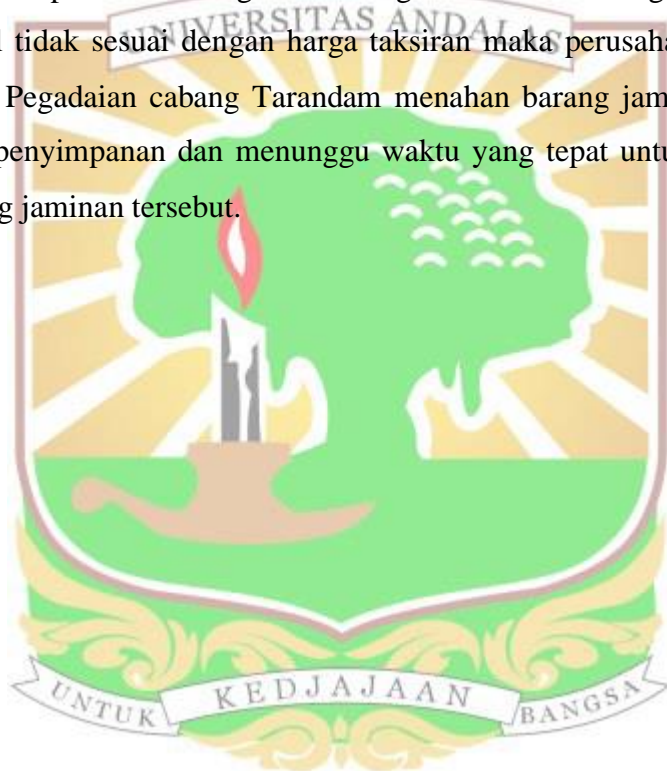 UNIVERSITAS ANDALAS
tidak sesuai dengan harga taksiran maka perusaha
Pegadaian cabang Tarandam menahan barang jam
penyimpanan dan menunggu waktu yang tepat untu
g jaminan tersebut.
UNTUK KEDJAJAAN BANGSA